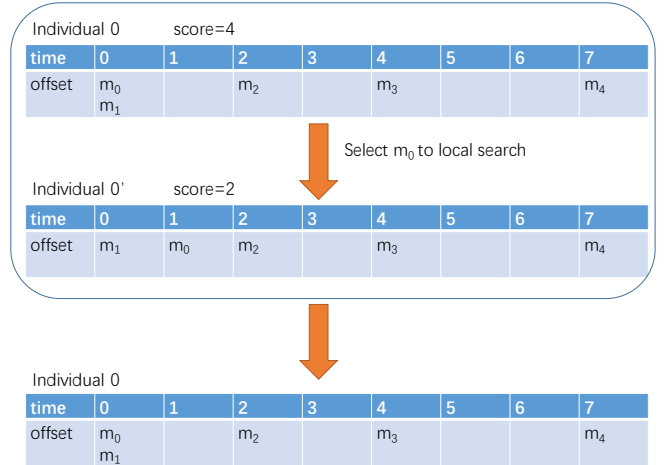 Individual 0 score=4
time 0 1 2 3 4 5 6 7
offset m₀ m₂ m₃ m₄
m₁
Select m₀ to local search
Individual 0' score=2
time 0 1 2 3 4 5 6 7
offset m₁ m₀ m₂ m₃ m₄
Individual 0
time 0 1 2 3 4 5 6 7
offset m₀ m₂ m₃ m₄
m₁